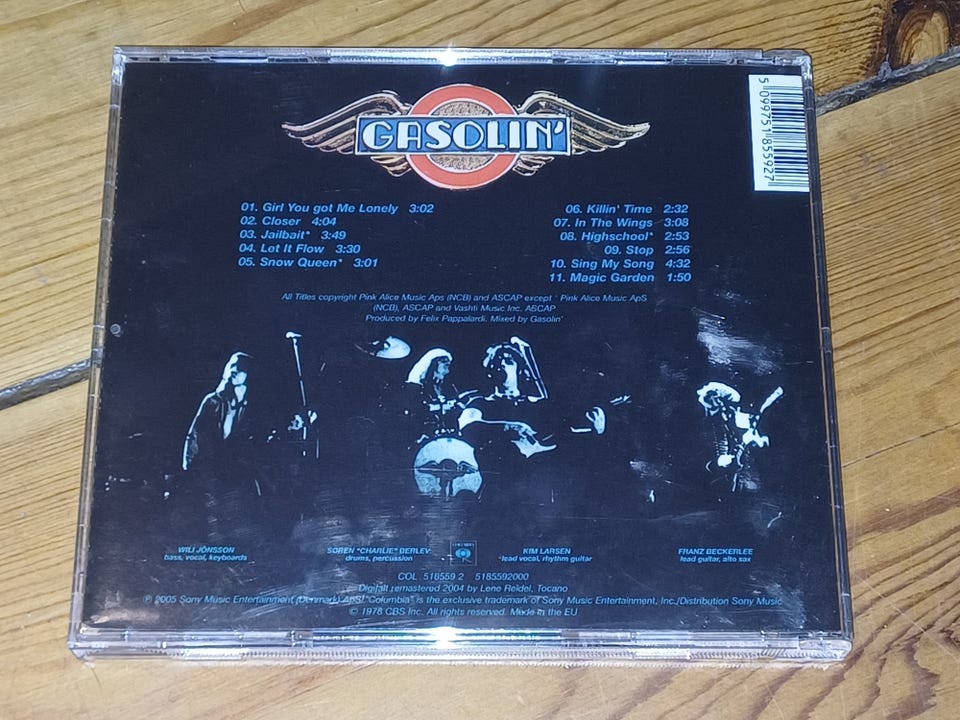 GASOLIN'
5 099751 855927
01. Girl You got Me Lonely 3:02
02. Closer 4:04
03. Jailbait* 3:49
04. Let It Flow 3:30
05. Snow Queen* 3:01
06. Killin' Time 2:32
07. In The Wings 3:08
08. Highschool* 2:53
09. Stop 2:56
10. Sing My Song 4:32
11. Magic Garden 1:50
All Titles copyright Pink Alice Music Aps (NCB) and ASCAP except * Pink Alice Music ApS
(NCB), ASCAP and Vashti Music Inc. ASCAP
Produced by Felix Pappalardi. Mixed by Gasolin'
WILI JÖNSSON
bass, vocal, keyboards
SØREN "CHARLIE" BERLEV
drums, percussion
KIM LARSEN
lead vocal, rhythm guitar
FRANZ BECKERLEE
lead guitar, alto sax
COL 518559 2 5185592000
Digitalt remastered 2004 by Lene Reidel, Tocano
℗ 2005 Sony Music Entertainment (Denmark) ApS/ "Columbia" is the exclusive trademark of Sony Music Entertainment, Inc./Distribution Sony Music
© 1978 CBS Inc. All rights reserved. Made in the EU